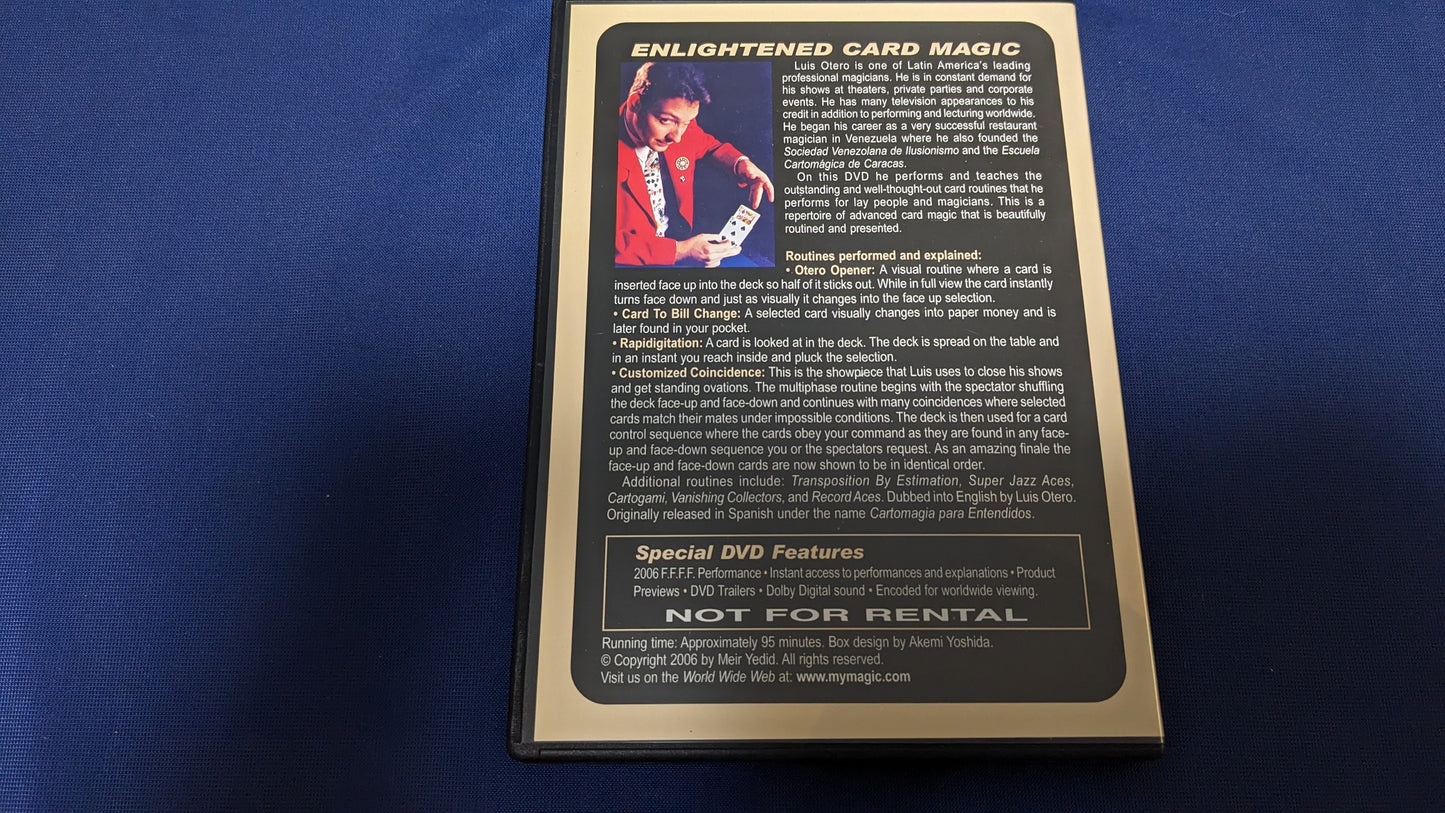 ENLIGHTENED CARD MAGIC
Luis Otero is one of Latin America's leading
professional magicians. He is in constant demand for
his shows at theaters, private parties and corporate
events. He has many television appearances to his
credit in addition to performing and lecturing worldwide.
He began his career as a very successful restaurant
magician in Venezuela where he also founded the
Sociedad Venezolana de Ilusionismo and the Escuela
Cartomágica de Caracas.
On this DVD he performs and teaches the
outstanding and well-thought-out card routines that he
performs for lay people and magicians. This is a
repertoire of advanced card magic that is beautifully
routined and presented.
Routines performed and explained:
• Otero Opener: A visual routine where a card is
inserted face up into the deck so half of it sticks out. While in full view the card instantly
turns face down and just as visually it changes into the face up selection.
• Card To Bill Change: A selected card visually changes into paper money and is
later found in your pocket.
• Rapidigitation: A card is looked at in the deck. The deck is spread on the table and
in an instant you reach inside and pluck the selection.
• Customized Coincidence: This is the showpiece that Luis uses to close his shows
and get standing ovations. The multiphase routine begins with the spectator shuffling
the deck face-up and face-down and continues with many coincidences where selected
cards match their mates under impossible conditions. The deck is then used for a card
control sequence where the cards obey your command as they are found in any face-
up and face-down sequence you or the spectators request. As an amazing finale the
face-up and face-down cards are now shown to be in identical order.
Additional routines include: Transposition By Estimation, Super Jazz Aces,
Cartogami, Vanishing Collectors, and Record Aces. Dubbed into English by Luis Otero.
Originally released in Spanish under the name Cartomagia para Entendidos.
Special DVD Features
2006 F.F.F.F. Performance • Instant access to performances and explanations • Product
Previews • DVD Trailers • Dolby Digital sound • Encoded for worldwide viewing.
NOT FOR RENTAL
Running time: Approximately 95 minutes. Box design by Akemi Yoshida.
© Copyright 2006 by Meir Yedid. All rights reserved.
Visit us on the World Wide Web at: www.mymagic.com